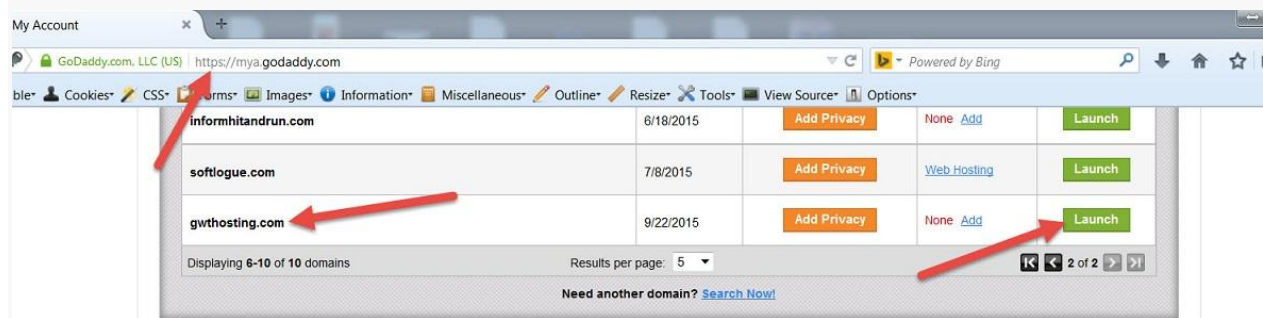 My Account × +
GoDaddy.com, LLC (US) https://mya.godaddy.com Powered by Bing
ble Cookies CSS Forms Images Information Miscellaneous Outline Resize Tools View Source Options
informhitandrun.com 6/18/2015 Add Privacy None Add Launch
softlogue.com 7/8/2015 Add Privacy Web Hosting Launch
gwthosting.com 9/22/2015 Add Privacy None Add Launch
Displaying 6-10 of 10 domains Results per page: 5 2 of 2
Need another domain? Search Now!